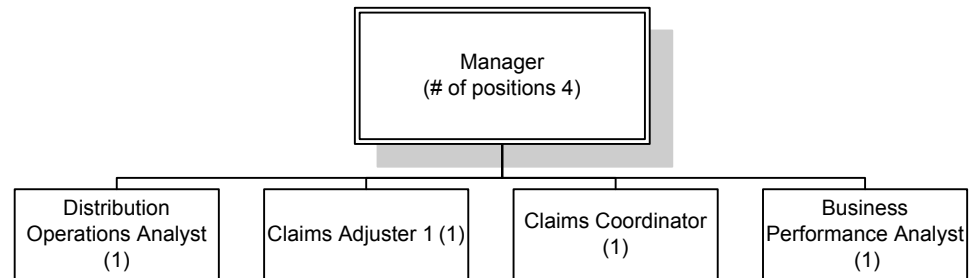 Manager
(# of positions 4)
Distribution
Operations Analyst
(1)
Claims Adjuster 1 (1)
Claims Coordinator
(1)
Business
Performance Analyst
(1)